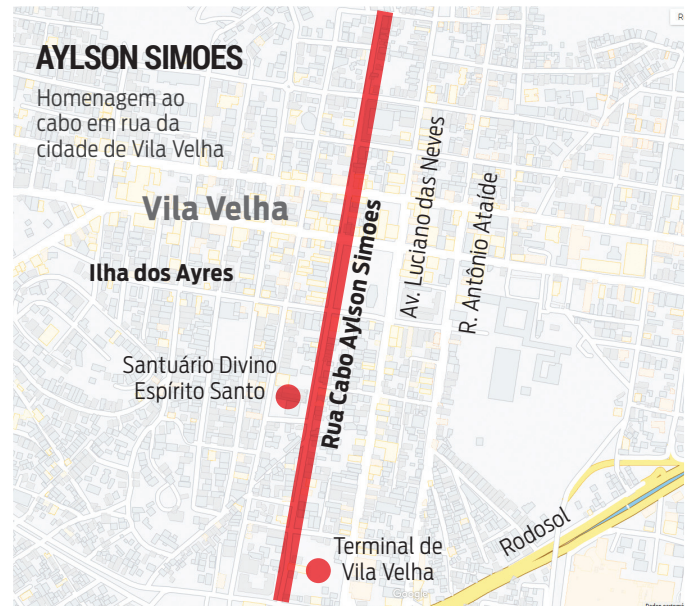 AYLSON SIMOES
Homenagem ao
cabo em rua da
cidade de Vila Velha
Vila Velha
Ilha dos Ayres
Santuário Divino
Espírito Santo
Rua Cabo Aylson Simoes
Av. Luciano das Neves
R. Antônio Ataíde
Rodosol
Terminal de
Vila Velha
Google